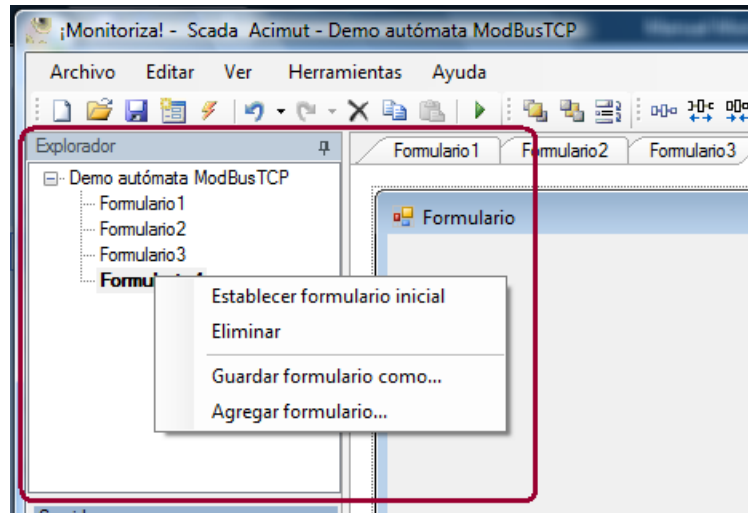 ¡Monitoriza! - Scada Acimut - Demo autómata ModBusTCP
Archivo Editar Ver Herramientas Ayuda
Explorador
Formulario1 Formulario2 Formulario3
Demo autómata ModBusTCP
Formulario1
Formulario2
Formulario3
Formulario
Establecer formulario inicial
Eliminar
Guardar formulario como...
Agregar formulario...